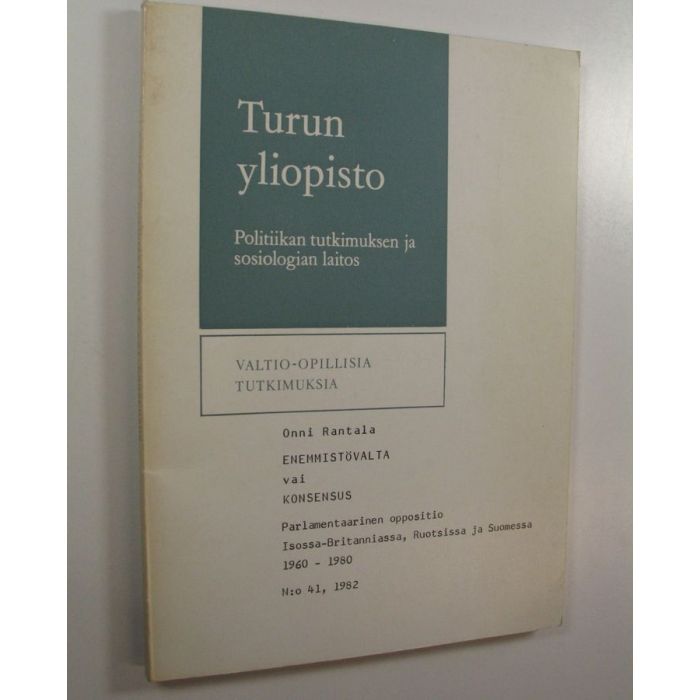 Turun
yliopisto
Politiikan tutkimuksen ja
sosiologian laitos
VALTIO-OPILLISIA
TUTKIMUKSIA
Onni Rantala
ENEMMISTÖVALTA
vai
KONSENSUS
Parlamentaarinen oppositio
Isossa-Britanniassa, Ruotsissa ja Suomessa
1960 - 1980
N:o 41, 1982